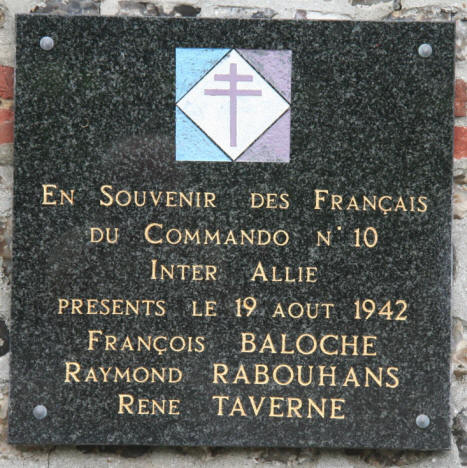 En Souvenir des Français
du Commando n° 10
Inter Allie
presents le 19 aout 1942
François BALOCHE
Raymond RABOUHANS
Rene TAVERNE